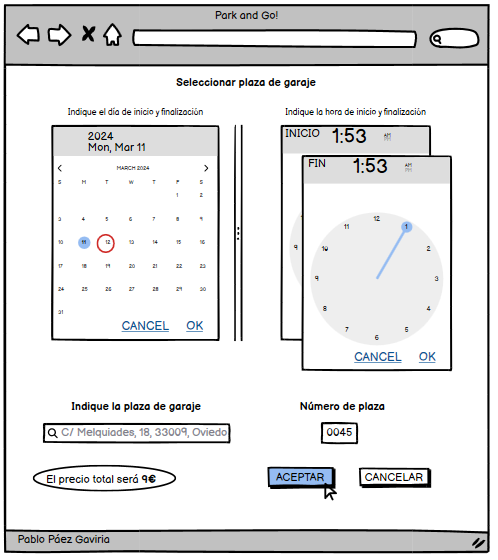 Park and Go!
Seleccionar plaza de garaje
Indique el día de inicio y finalización
Indique la hora de inicio y finalización
2024
Mon, Mar 11
MARCH 2024
S M T W T F S
1 2
3 4 5 6 7 8 9
10 11 12 13 14 15 16
17 18 19 20 21 22 23
24 25 26 27 28 29 30
31
CANCEL OK
INICIO 1:53 AM
FIN 1:53 AM
12
11 1
10 2
9 3
8 4
7 5
6
9
CANCEL OK
Indique la plaza de garaje
Número de plaza
C/ Melquiades, 18, 33009, Oviedo
0045
El precio total será 9€
ACEPTAR
CANCELAR
Pablo Páez Gaviria